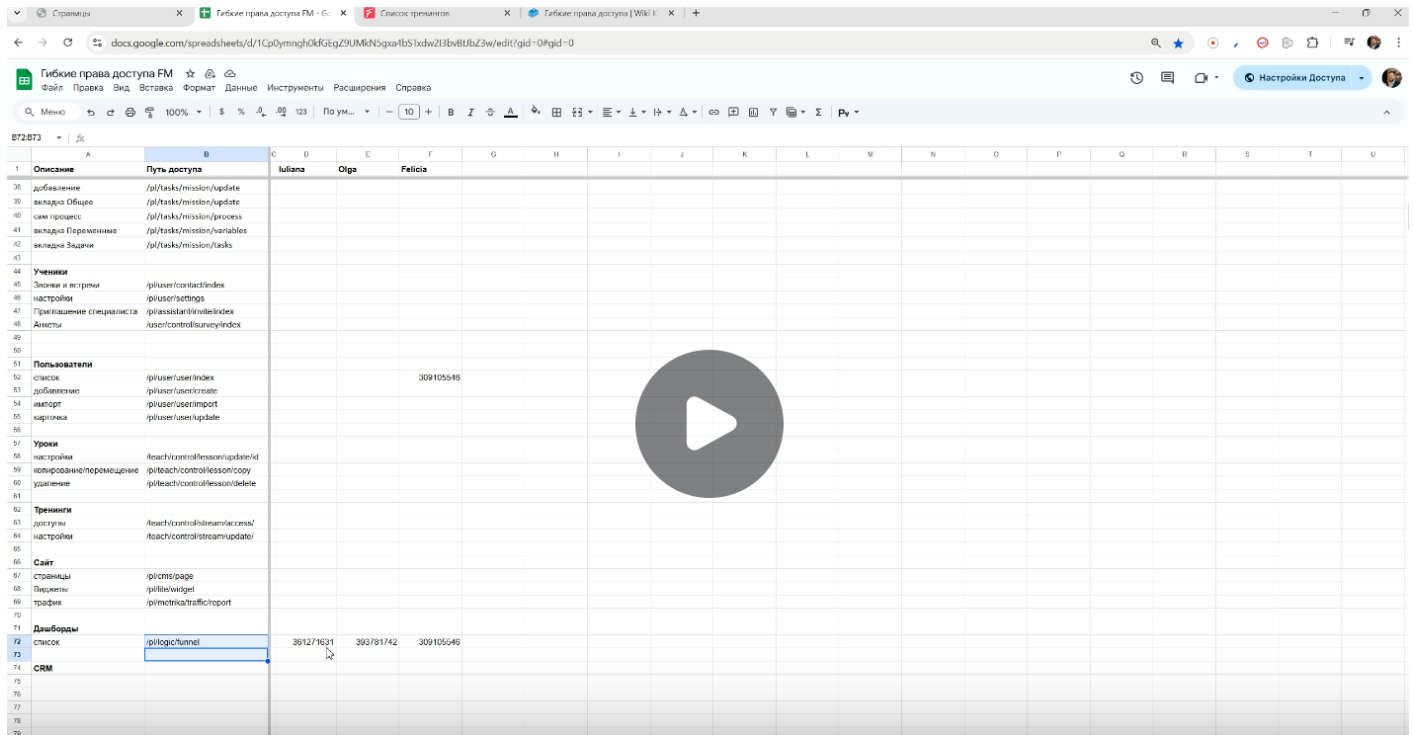 Страницы
Гибкие права доступа FM - Go
Список тренингов
Гибкие права доступа | Wiki K
docs.google.com/spreadsheets/d/1Cp0ymngh0kfGEgZ9UMkN5gxa4bS1xdw2I3bvBtJbZ3w/edit?gid=0#gid=0
Гибкие права доступа FM
Файл Правка Вид Вставка Формат Данные Инструменты Расширения Справка
Настройки Доступа
Меню 100% $ % .0 .00 123 По ум... 10 B I A Σ Pv
B72:B73 fx
A B C D E F G H I J K L M N O P Q R S T U
1 Описание Путь доступа Iuliana Olga Felicia
38 добавление /pl/tasks/mission/update
39 вкладка Общее /pl/tasks/mission/update
40 сам процесс /pl/tasks/mission/process
41 вкладка Переменные /pl/tasks/mission/variables
42 вкладка Задачи /pl/tasks/mission/tasks
43
44 Ученики
45 Звонки и встречи /pl/user/contact/index
46 настройки /pl/user/settings
47 Приглашение специалиста /pl/assistant/invite/index
48 Анкеты /user/control/survey/index
49
50
51 Пользователи
52 список /pl/user/user/index 309105546
53 добавление /pl/user/user/create
54 импорт /pl/user/user/import
55 карточка /pl/user/user/update
56
57 Уроки
58 настройки /teach/control/lesson/update/id
59 копирование/перемещение /pl/teach/control/lesson/copy
60 удаление /pl/teach/control/lesson/delete
61
62 Тренинги
63 доступы /teach/control/stream/access/
64 настройки /teach/control/stream/update/
65
66 Сайт
67 страницы /pl/cms/page
68 Виджеты /pl/lite/widget
69 трафик /pl/metrika/traffic/report
70
71 Дашборды
72 список /pl/logic/funnel 361271631 393781742 309105546
73
74 CRM
75
76
77
78
79